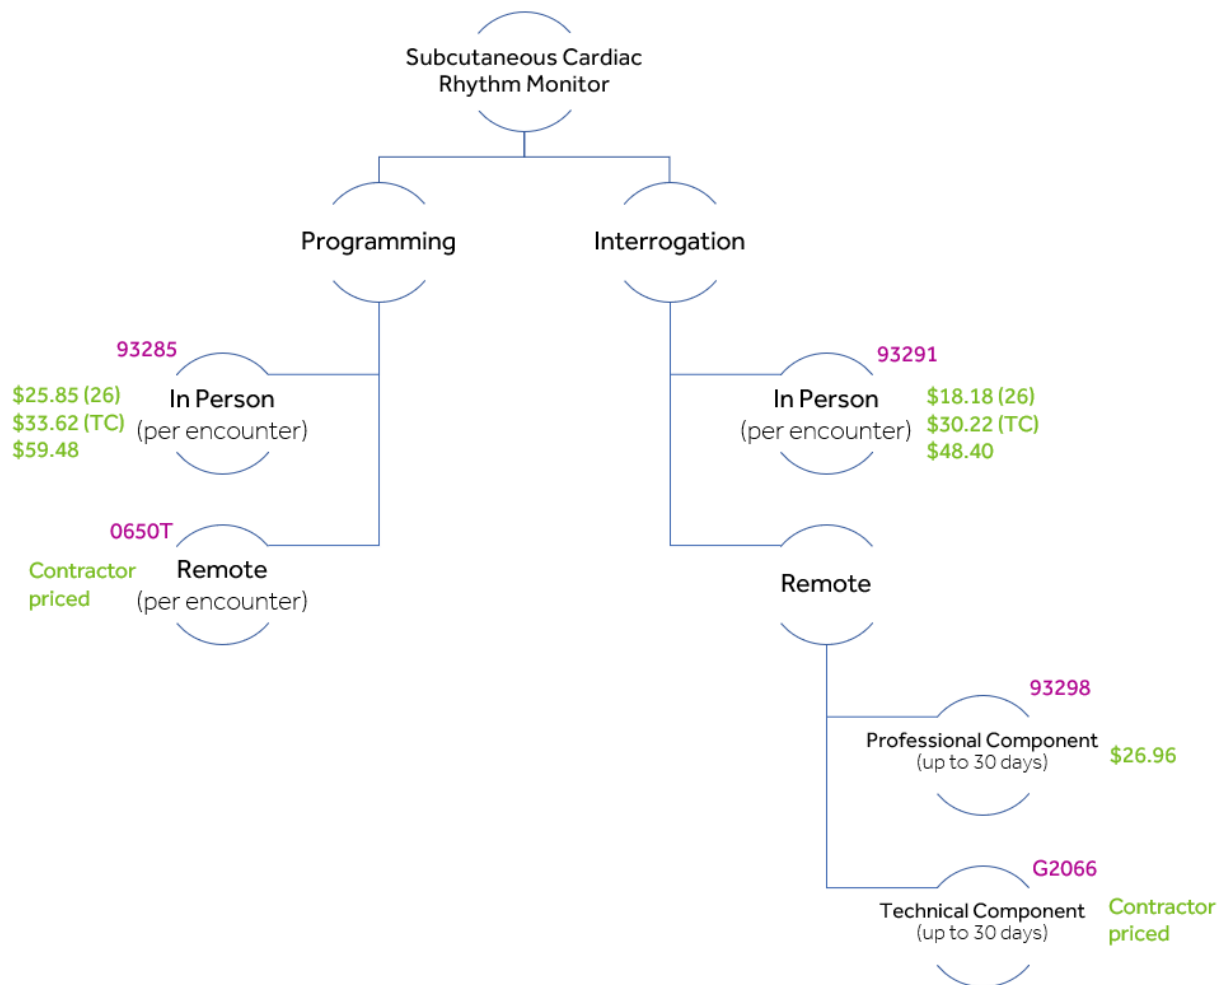 Subcutaneous Cardiac
Rhythm Monitor
Programming
Interrogation
93285
$25.85 (26)
$33.62 (TC)
$59.48
In Person
(per encounter)
93291
In Person
(per encounter)
$18.18 (26)
$30.22 (TC)
$48.40
0650T
Contractor
priced
Remote
(per encounter)
Remote
93298
Professional Component
(up to 30 days)
$26.96
G2066
Technical Component
(up to 30 days)
Contractor
priced